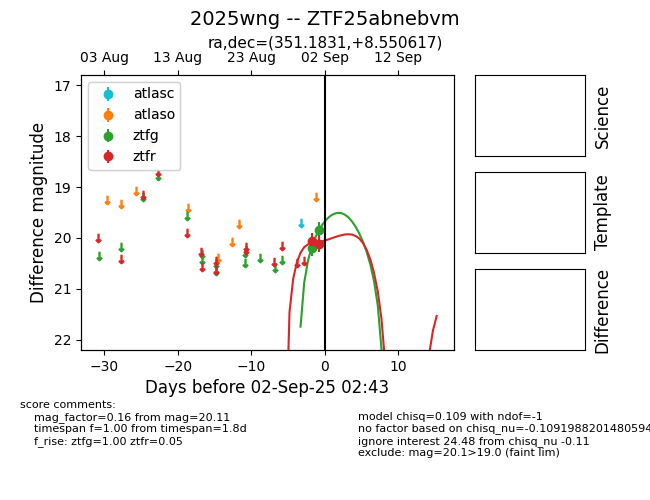 2025wng -- ZTF25abnebvm
ra,dec=(351.1831,+8.550617)
03 Aug 13 Aug 23 Aug 02 Sep 12 Sep
17
18
19
20
21
22
Difference magnitude
atlasc
atlaso
ztfg
ztfr
−30 −20 −10 0 10
Days before 02-Sep-25 02:43
Science
Template
Difference
score comments:
mag_factor=0.16 from mag=20.11
timespan f=1.00 from timespan=1.8d
f_rise: ztfg=1.00 ztfr=0.05
model chisq=0.109 with ndof=-1
no factor based on chisq_nu=-0.1091988201480594
ignore interest 24.48 from chisq_nu -0.11
exclude: mag=20.1>19.0 (faint lim)